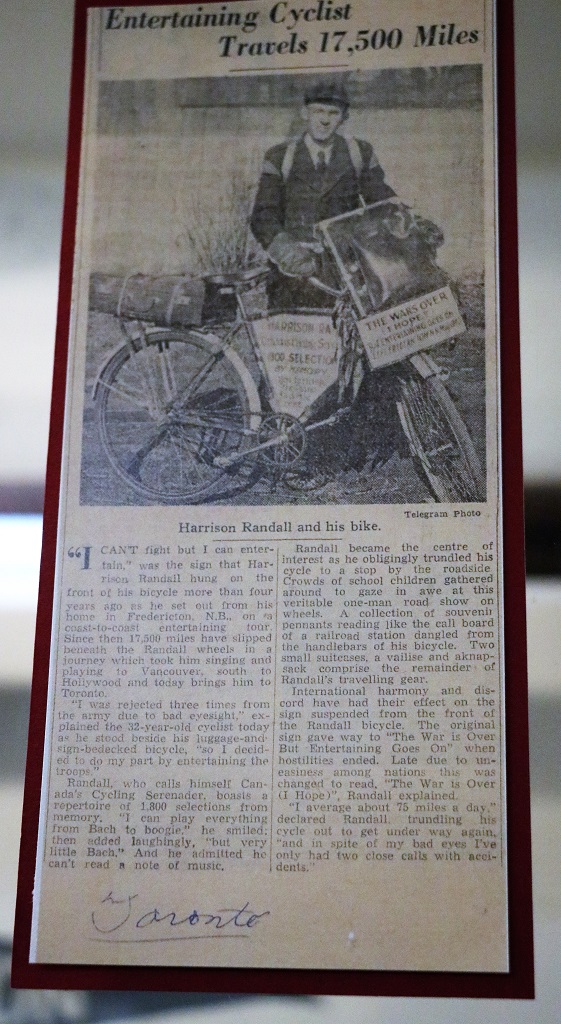 Entertaining Cyclist
Travels 17,500 Miles
HARRISON RA
SELECTION
THE WARS OVER
I HOPE
ENTERTAINING GOES ON
Telegram Photo
Harrison Randall and his bike.
"I CAN'T fight but I can enter-
tain," was the sign that Har-
rison Randall hung on the
front of his bicycle more than four
years ago as he set out from his
home in Fredericton, N.B., on a
coast-to-coast entertaining tour.
Since then 17,500 miles have slipped
beneath the Randall wheels in a
journey which took him singing and
playing to Vancouver, south to
Hollywood and today brings him to
Toronto.
"I was rejected three times from
the army due to bad eyesight," ex-
plained the 32-year-old cyclist today
as he stood beside his luggage-and-
sign-bedecked bicycle, "so I decid-
ed to do my part by entertaining the
troops."
Randall, who calls himself Can-
ada's Cycling Serenader, boasts a
repertoire of 1,800 selections from
memory. "I can play everything
from Bach to boogie," he smiled;
then added laughingly, "but very
little Bach." And he admitted he
can't read a note of music.
Randall became the centre of
interest as he obligingly trundled his
cycle to a stop by the roadside.
Crowds of school children gathered
around to gaze in awe at this
veritable one-man road show on
wheels. A collection of souvenir
pennants reading like the call board
of a railroad station dangled from
the handlebars of his bicycle. Two
small suitcases, a vailise and aknap-
sack comprise the remainder of
Randall's travelling gear.
International harmony and dis-
cord have had their effect on the
sign suspended from the front of
the Randall bicycle. The original
sign gave way to "The War is Over
But Entertaining Goes On" when
hostilities ended. Late due to un-
easiness among nations this was
changed to read, "The War is Over
(I Hope)", Randall explained.
"I average about 75 miles a day,"
declared Randall, trundling his
cycle out to get under way again,
"and in spite of my bad eyes I've
only had two close calls with acci-
dents."
Toronto